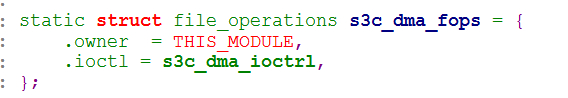 static struct file_operations s3c_dma_fops = {
    .owner  = THIS_MODULE,
    .ioctl = s3c_dma_ioctrl,
};